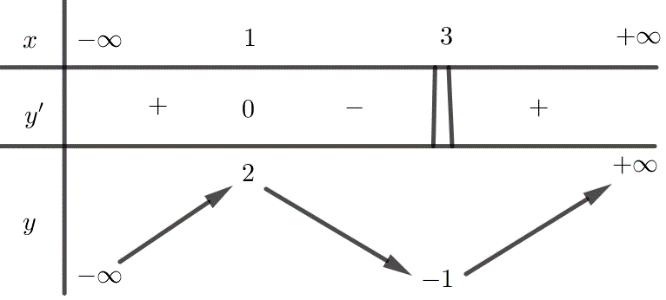 x −∞ 1 3 +∞
y′ + 0 − +
2 +∞
y
−∞ −1